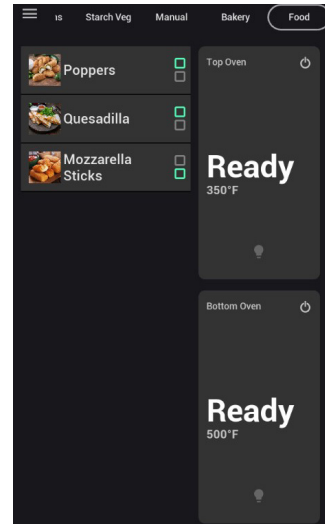 Starch Veg
Manual
Bakery
Food
Poppers
Quesadilla
Mozzarella
Sticks
Top Oven
Ready
350°F
Bottom Oven
Ready
500°F